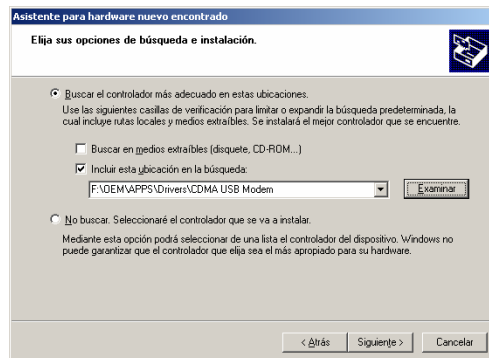 Asistente para hardware nuevo encontrado
Elija sus opciones de búsqueda e instalación.
Buscar el controlador más adecuado en estas ubicaciones.
Use las siguientes casillas de verificación para limitar o expandir la búsqueda predeterminada, la
cual incluye rutas locales y medios extraíbles. Se instalará el mejor controlador que se encuentre.
Buscar en medios extraíbles (disquete, CD-ROM...)
Incluir esta ubicación en la búsqueda:
F:\OEM\APPS\Drivers\CDMA USB Modem
Examinar
No buscar. Seleccionaré el controlador que se va a instalar.
Mediante esta opción podrá seleccionar de una lista el controlador del dispositivo. Windows no
puede garantizar que el controlador que elija sea el más apropiado para su hardware.
< Atrás Siguiente > Cancelar